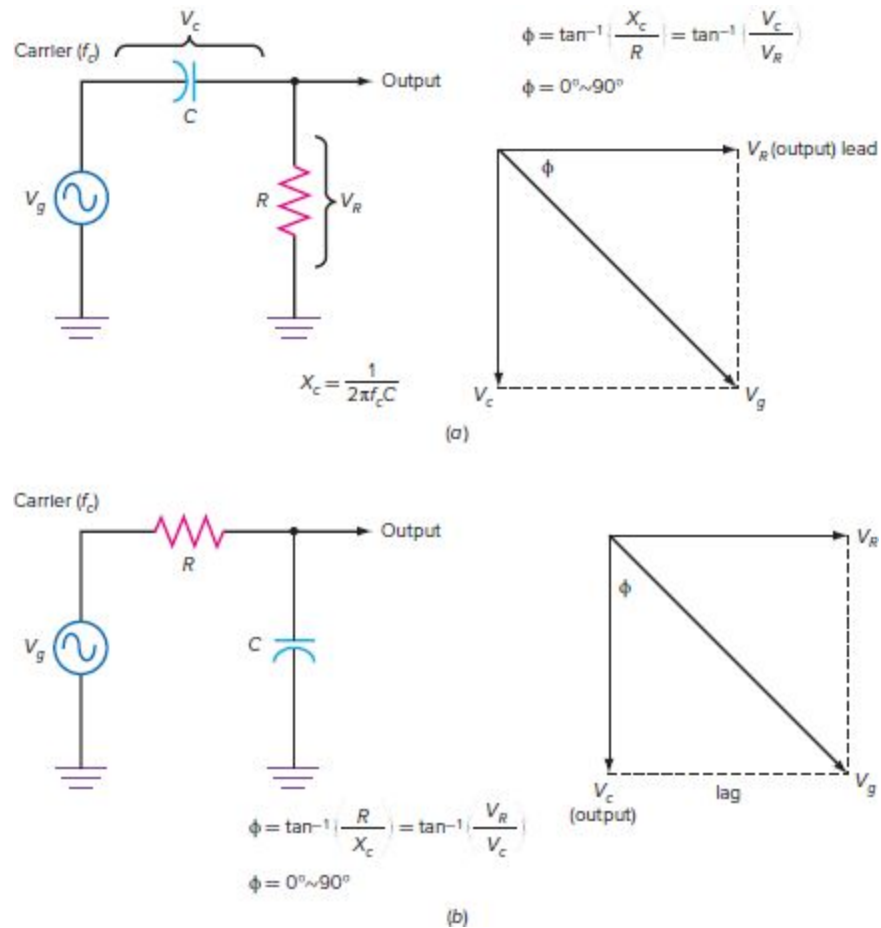 V_c
Carrier (f_c)
C
Output
V_g
R
V_R
X_c = 1 / 2πf_cC
ϕ = tan⁻¹ (X_c / R) = tan⁻¹ (V_c / V_R)
ϕ = 0°~90°
V_R (output) lead
ϕ
V_c
V_g
(a)
Carrier (f_c)
R
Output
V_g
C
V_R
ϕ
V_c
(output)
lag
V_g
ϕ = tan⁻¹ (R / X_c) = tan⁻¹ (V_R / V_c)
ϕ = 0°~90°
(b)